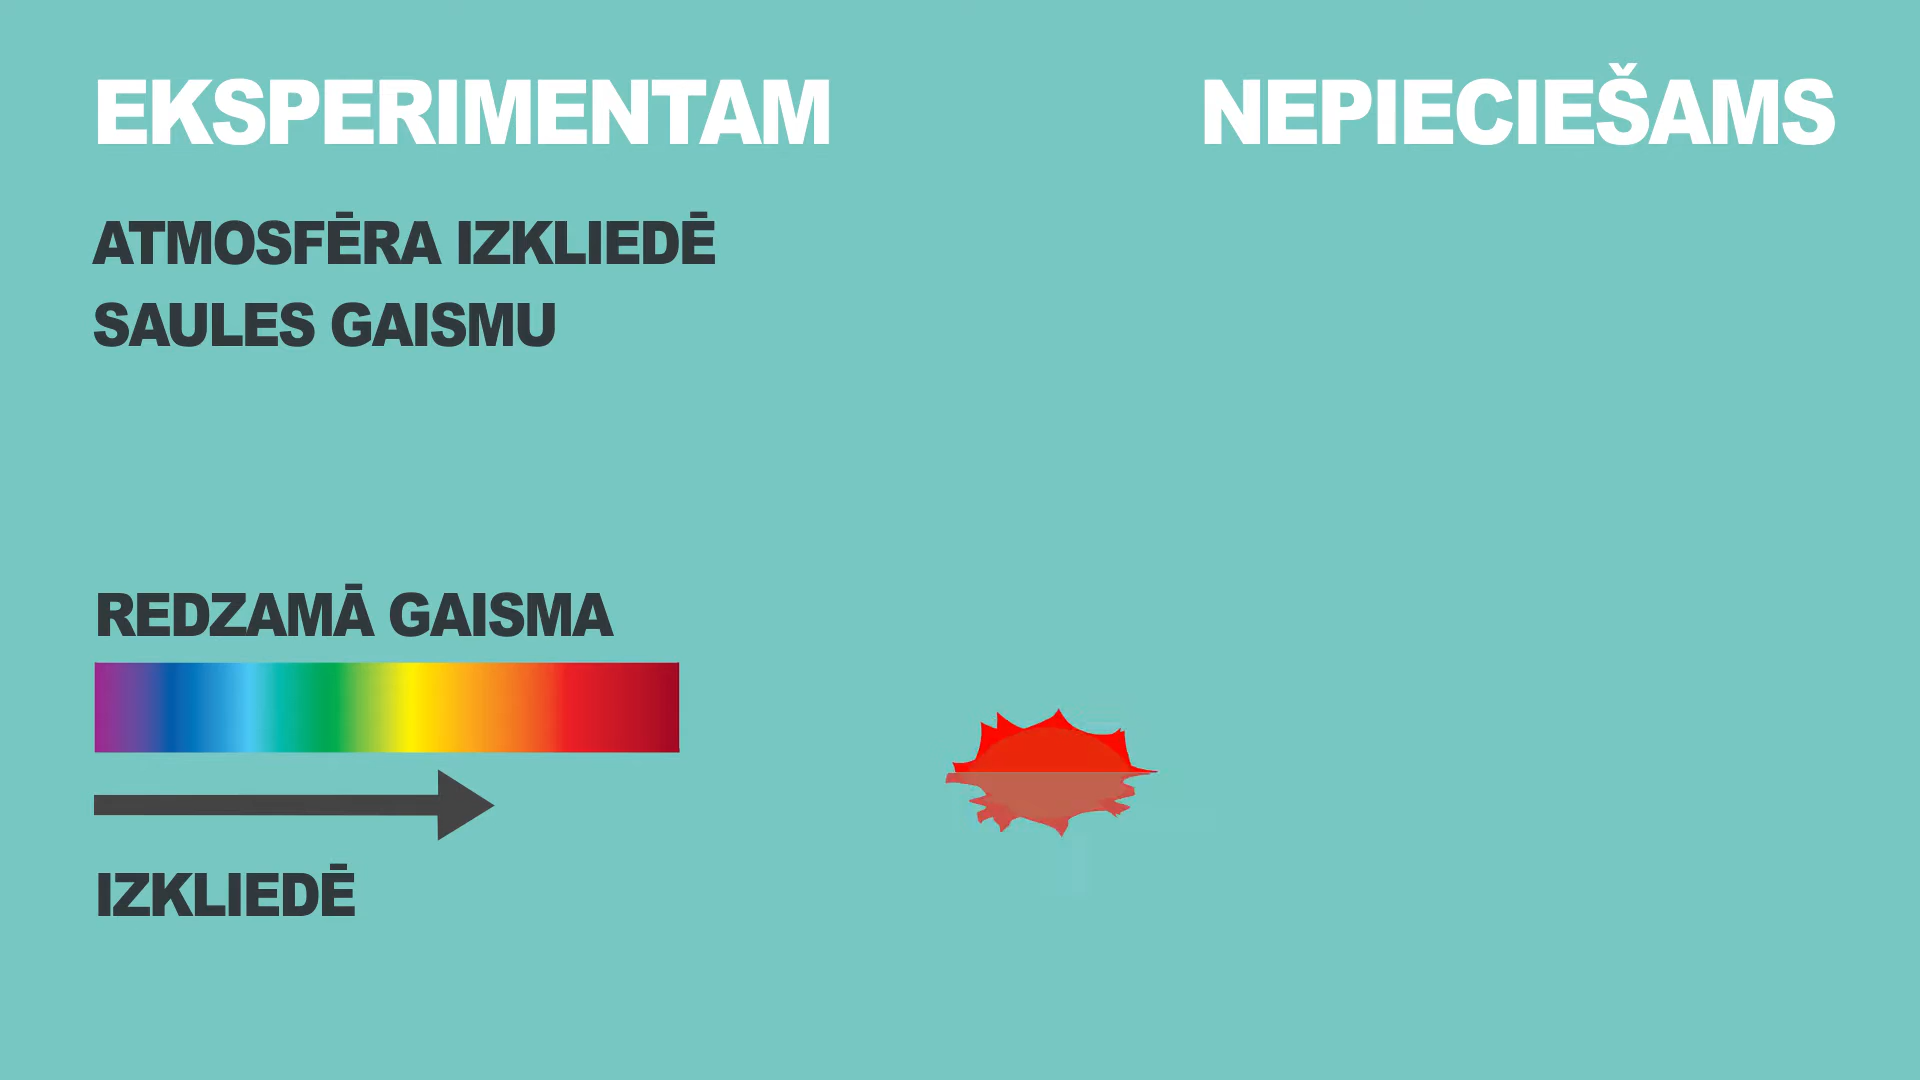 EKSPERIMENTAM NEPIECIEŠAMS
ATMOSFĒRA IZKLIEDĒ
SAULES GAISMU
REDZAMĀ GAISMA
IZKLIEDĒ